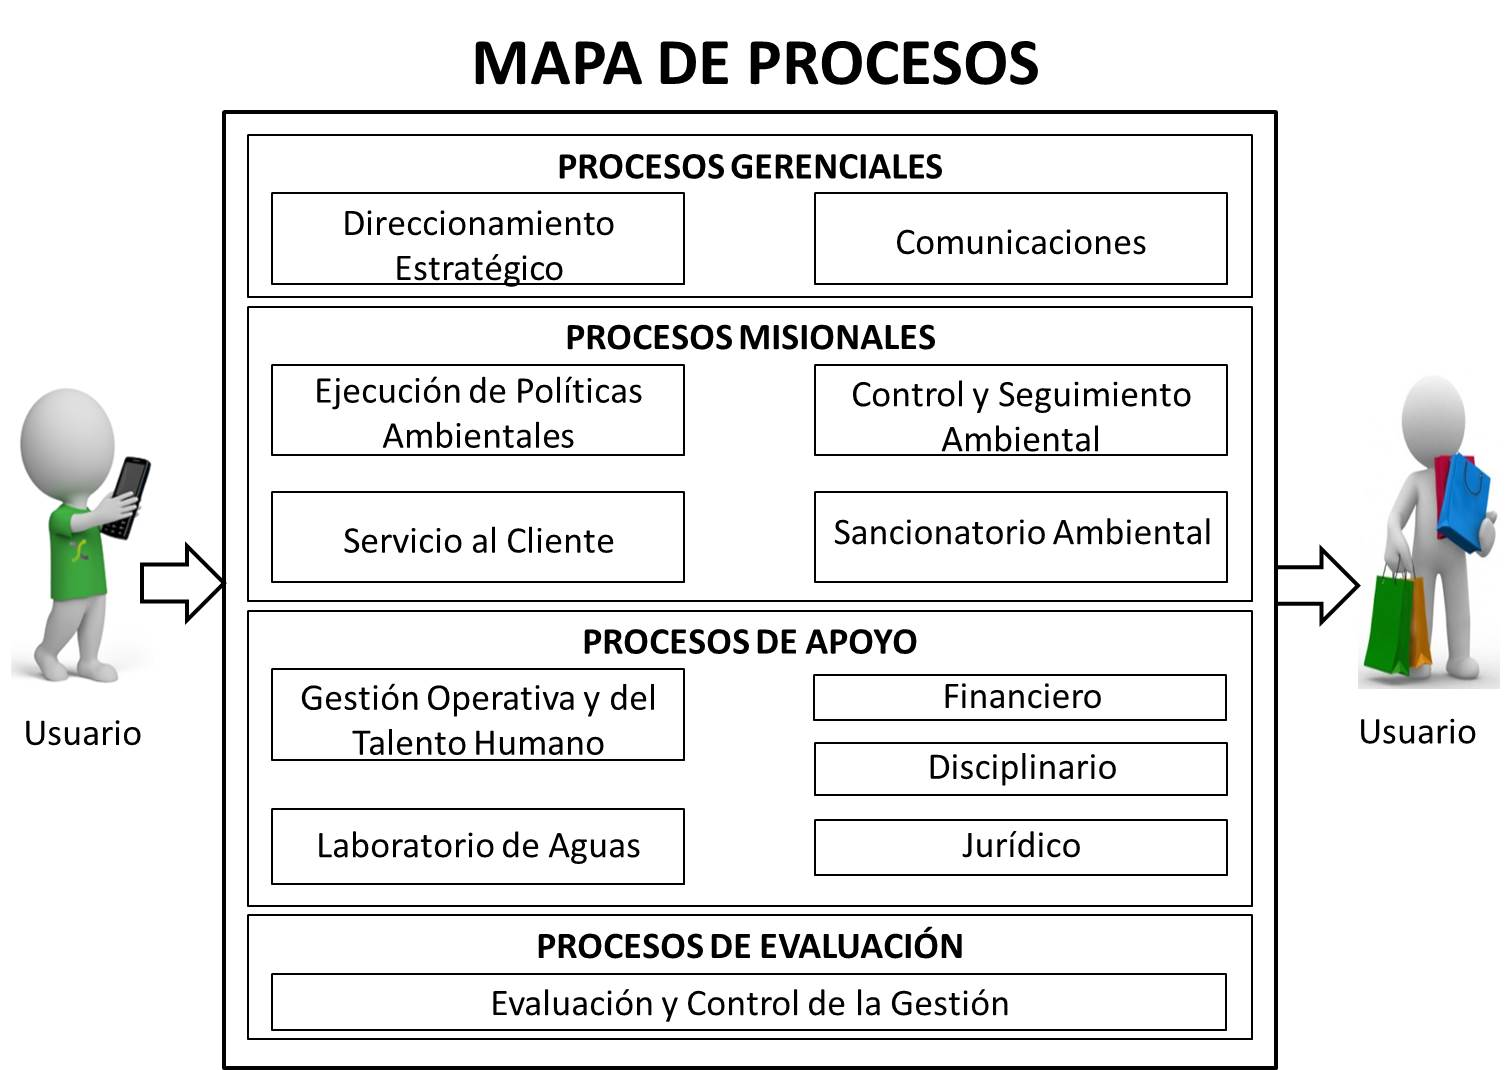 MAPA DE PROCESOS
PROCESOS GERENCIALES
Direccionamiento
Estratégico
Comunicaciones
PROCESOS MISIONALES
Ejecución de Políticas
Ambientales
Control y Seguimiento
Ambiental
Servicio al Cliente
Sancionatorio Ambiental
PROCESOS DE APOYO
Gestión Operativa y del
Talento Humano
Financiero
Disciplinario
Laboratorio de Aguas
Jurídico
PROCESOS DE EVALUACIÓN
Evaluación y Control de la Gestión
Usuario
Usuario